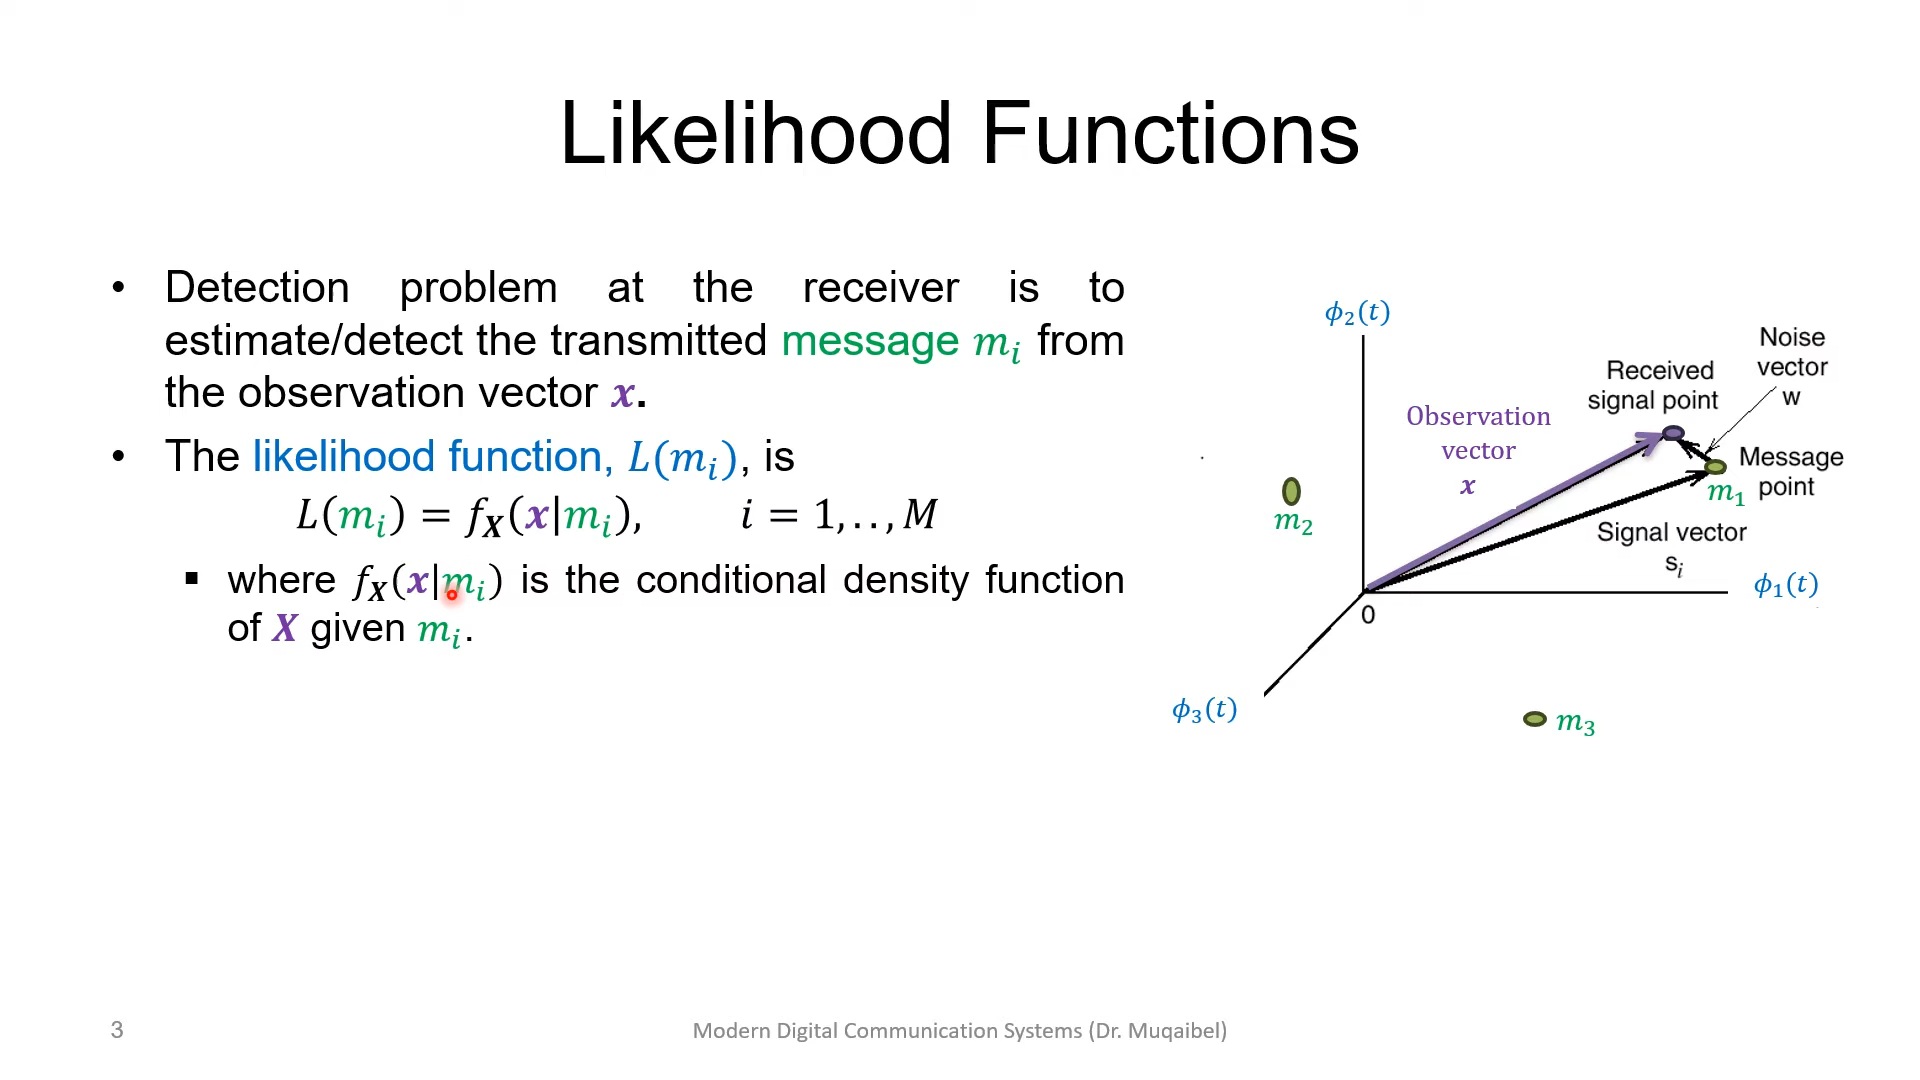 Likelihood Functions
• Detection problem at the receiver is to
estimate/detect the transmitted message mᵢ from
the observation vector x.
• The likelihood function, L(mᵢ), is
L(mᵢ) = f_X(x|mᵢ), i = 1,..,M
▪ where f_X(x|mᵢ) is the conditional density function
of X given mᵢ.
ϕ₂(t)
Noise
vector
w
Received
signal point
Observation
vector
x
Message
point
m₁
m₂
Signal vector
sᵢ
ϕ₁(t)
0
ϕ₃(t)
m₃
3
Modern Digital Communication Systems (Dr. Muqaibel)